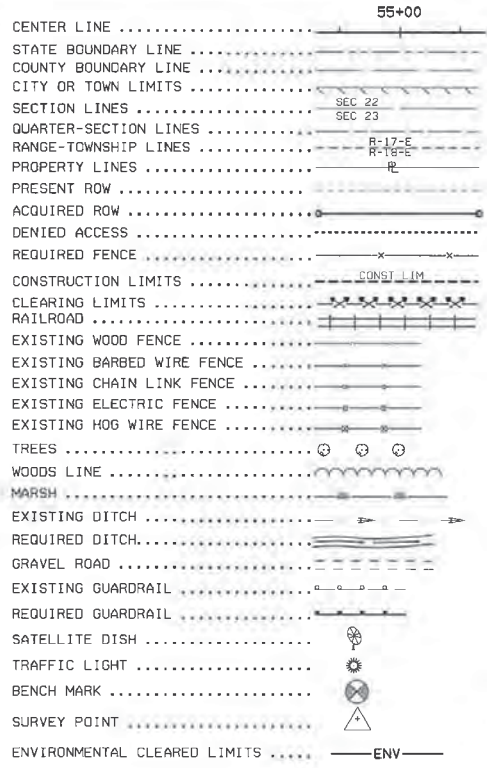 55+00
CENTER LINE
STATE BOUNDARY LINE
COUNTY BOUNDARY LINE
CITY OR TOWN LIMITS
SECTION LINES SEC 22
SEC 23
QUARTER-SECTION LINES
RANGE-TOWNSHIP LINES R-17-E
R-18-E
PROPERTY LINES PL
PRESENT ROW
ACQUIRED ROW
DENIED ACCESS
REQUIRED FENCE
CONSTRUCTION LIMITS CONST LIM
CLEARING LIMITS
RAILROAD
EXISTING WOOD FENCE
EXISTING BARBED WIRE FENCE
EXISTING CHAIN LINK FENCE
EXISTING ELECTRIC FENCE
EXISTING HOG WIRE FENCE
TREES
WOODS LINE
MARSH
EXISTING DITCH
REQUIRED DITCH
GRAVEL ROAD
EXISTING GUARDRAIL
REQUIRED GUARDRAIL
SATELLITE DISH
TRAFFIC LIGHT
BENCH MARK
SURVEY POINT
ENVIRONMENTAL CLEARED LIMITS ENV